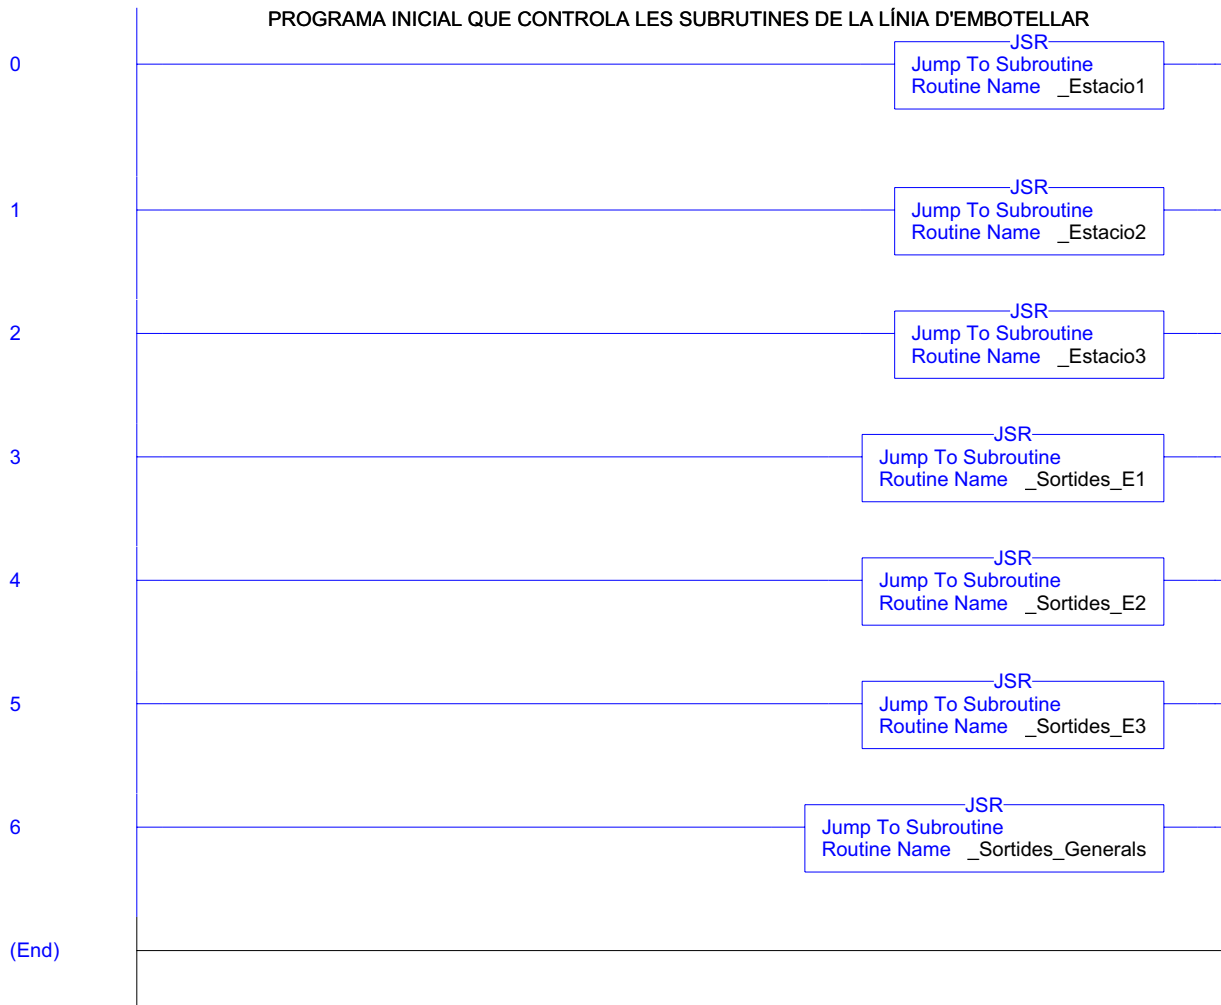 PROGRAMA INICIAL QUE CONTROLA LES SUBRUTINES DE LA LÍNIA D'EMBOTELLAR
JSR
0
Jump To Subroutine
Routine Name _Estacio1
JSR
1
Jump To Subroutine
Routine Name _Estacio2
JSR
2
Jump To Subroutine
Routine Name _Estacio3
JSR
3
Jump To Subroutine
Routine Name _Sortides_E1
JSR
4
Jump To Subroutine
Routine Name _Sortides_E2
JSR
5
Jump To Subroutine
Routine Name _Sortides_E3
JSR
6
Jump To Subroutine
Routine Name _Sortides_Generals
(End)